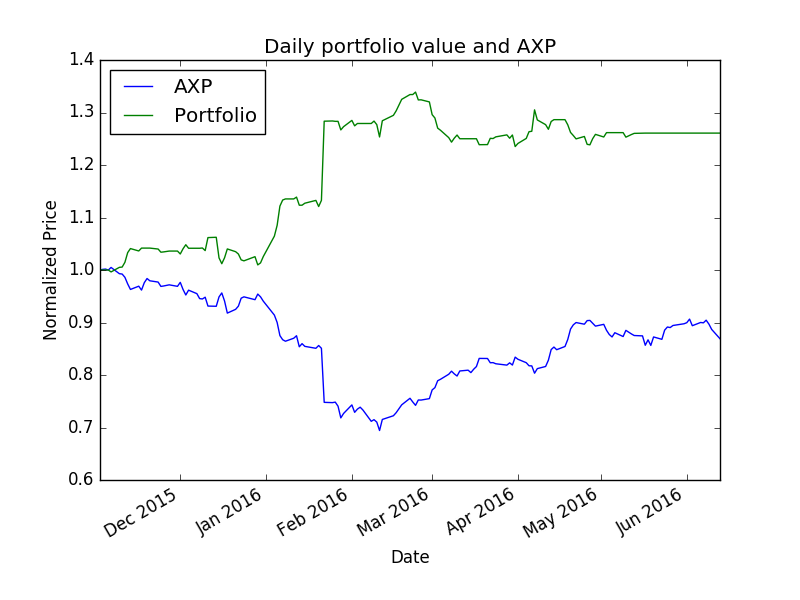 Daily portfolio value and AXP
AXP
Portfolio
1.4
1.3
1.2
1.1
1.0
0.9
0.8
0.7
0.6
Normalized Price
Dec 2015
Jan 2016
Feb 2016
Mar 2016
Apr 2016
May 2016
Jun 2016
Date